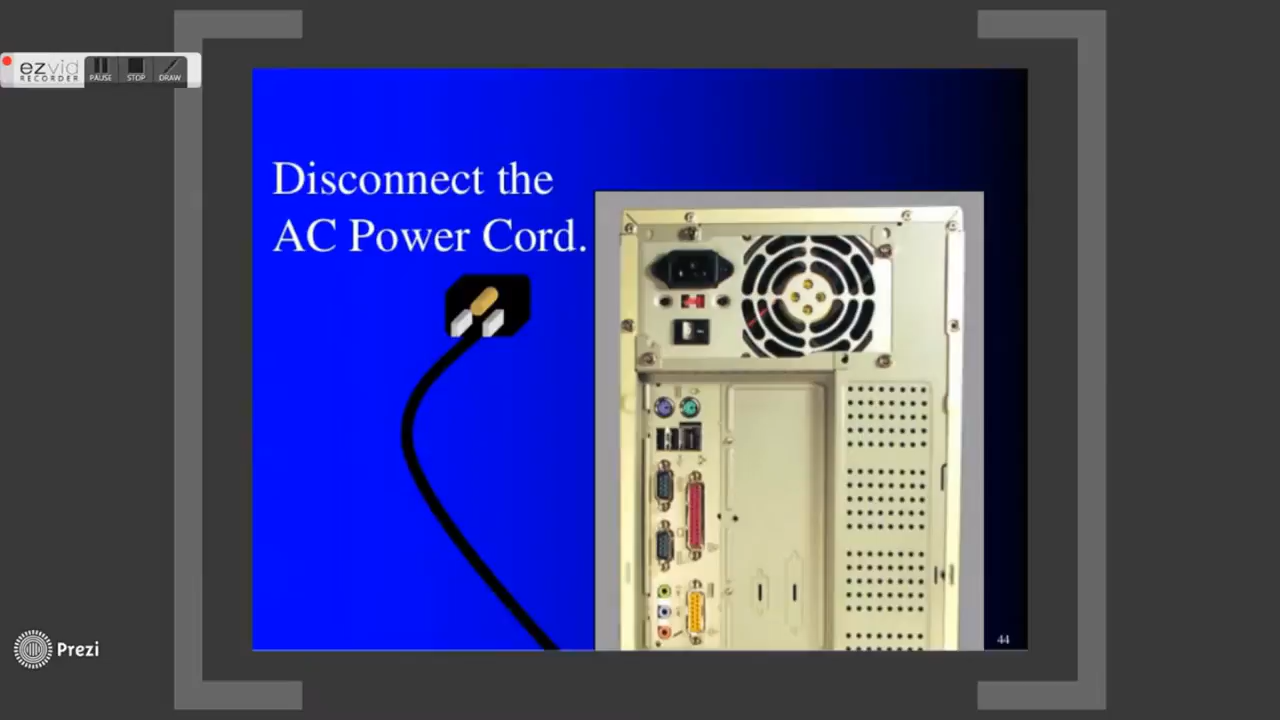 ezvid
RECORDER
PAUSE
STOP
DRAW
Disconnect the
AC Power Cord.
44
Prezi